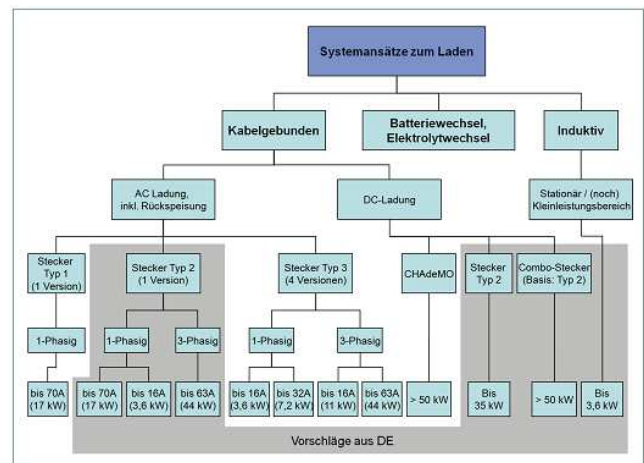 Systemansätze zum Laden
Kabelgebunden
Batteriewechsel,
Elektrolytwechsel
Induktiv
AC Ladung,
inkl. Rückspeisung
DC-Ladung
Stationär / (noch)
Kleinleistungsbereich
Stecker
Typ 1
(1 Version)
Stecker Typ 2
(1 Version)
Stecker Typ 3
(4 Versionen)
CHAdeMO
Stecker
Typ 2
Combo-Stecker
(Basis: Typ 2)
1-Phasig
1-Phasig
3-Phasig
1-Phasig
3-Phasig
bis 70A
(17 kW)
bis 70A
(17 kW)
bis 16A
(3,6 kW)
bis 63A
(44 kW)
bis 16A
(3,6 kW)
bis 32A
(7,2 kW)
bis 16A
(11 kW)
bis 63A
(44 kW)
> 50 kW
Bis
35 kW
> 50 kW
Bis
3,6 kW
Vorschläge aus DE